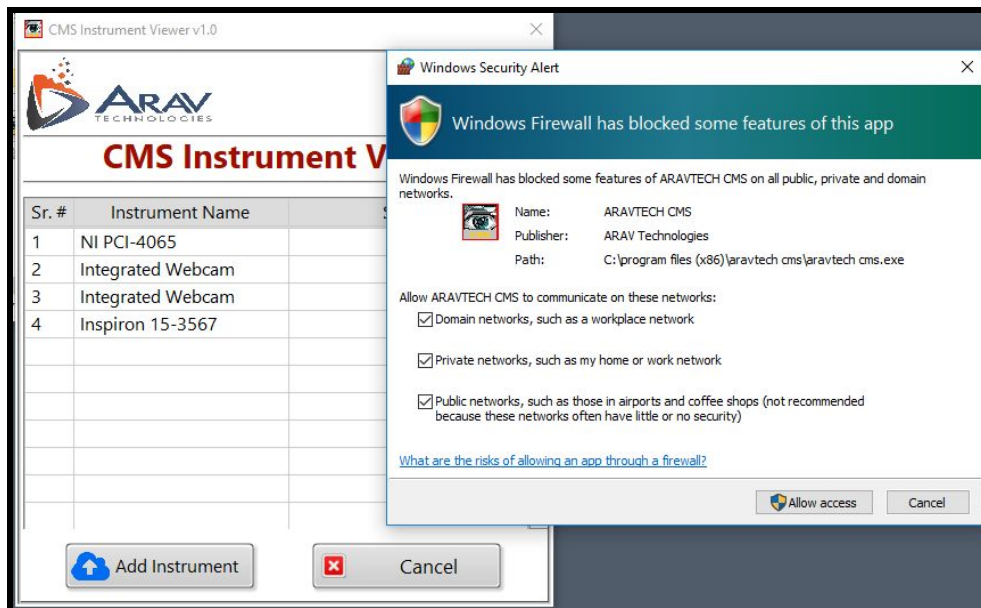 CMS Instrument Viewer v1.0
ARAV
TECHNOLOGIES
CMS Instrument V
Sr. # Instrument Name S
1 NI PCI-4065
2 Integrated Webcam
3 Integrated Webcam
4 Inspiron 15-3567
Add Instrument Cancel
Windows Security Alert
Windows Firewall has blocked some features of this app
Windows Firewall has blocked some features of ARAVTECH CMS on all public, private and domain
networks.
Name: ARAVTECH CMS
Publisher: ARAV Technologies
Path: C:\program files (x86)\aravtech cms\aravtech cms.exe
Allow ARAVTECH CMS to communicate on these networks:
Domain networks, such as a workplace network
Private networks, such as my home or work network
Public networks, such as those in airports and coffee shops (not recommended
because these networks often have little or no security)
What are the risks of allowing an app through a firewall?
Allow access Cancel